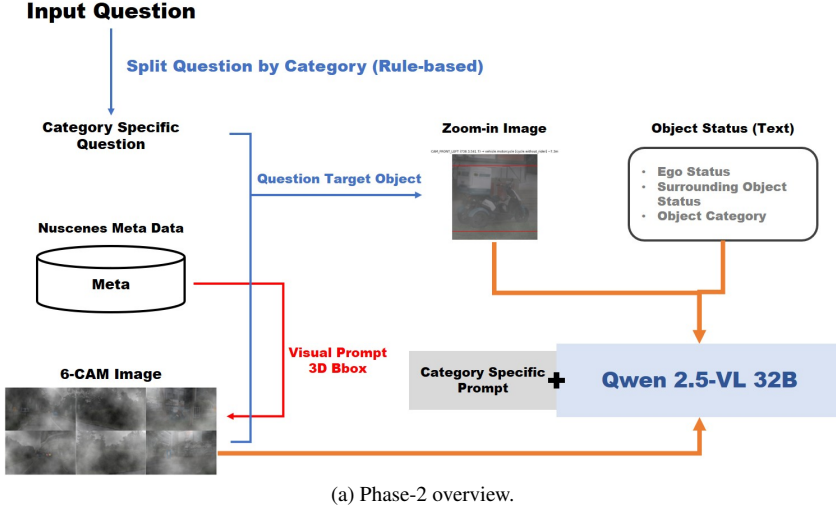 Input Question
Split Question by Category (Rule-based)
Category Specific
Question
Zoom-in Image
Object Status (Text)
Question Target Object
• Ego Status
• Surrounding Object
Status
• Object Category
Nuscenes Meta Data
Meta
Visual Prompt
3D Bbox
6-CAM Image
Category Specific
Prompt
+
Qwen 2.5-VL 32B
(a) Phase-2 overview.